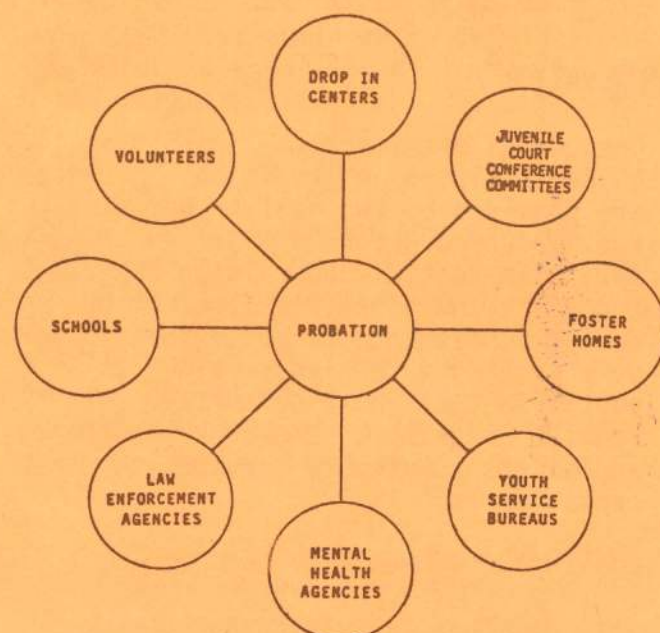 DROP IN
CENTERS
VOLUNTEERS
JUVENILE
COURT
CONFERENCE
COMMITTEES
SCHOOLS
PROBATION
FOSTER
HOMES
LAW
ENFORCEMENT
AGENCIES
YOUTH
SERVICE
BUREAUS
MENTAL
HEALTH
AGENCIES